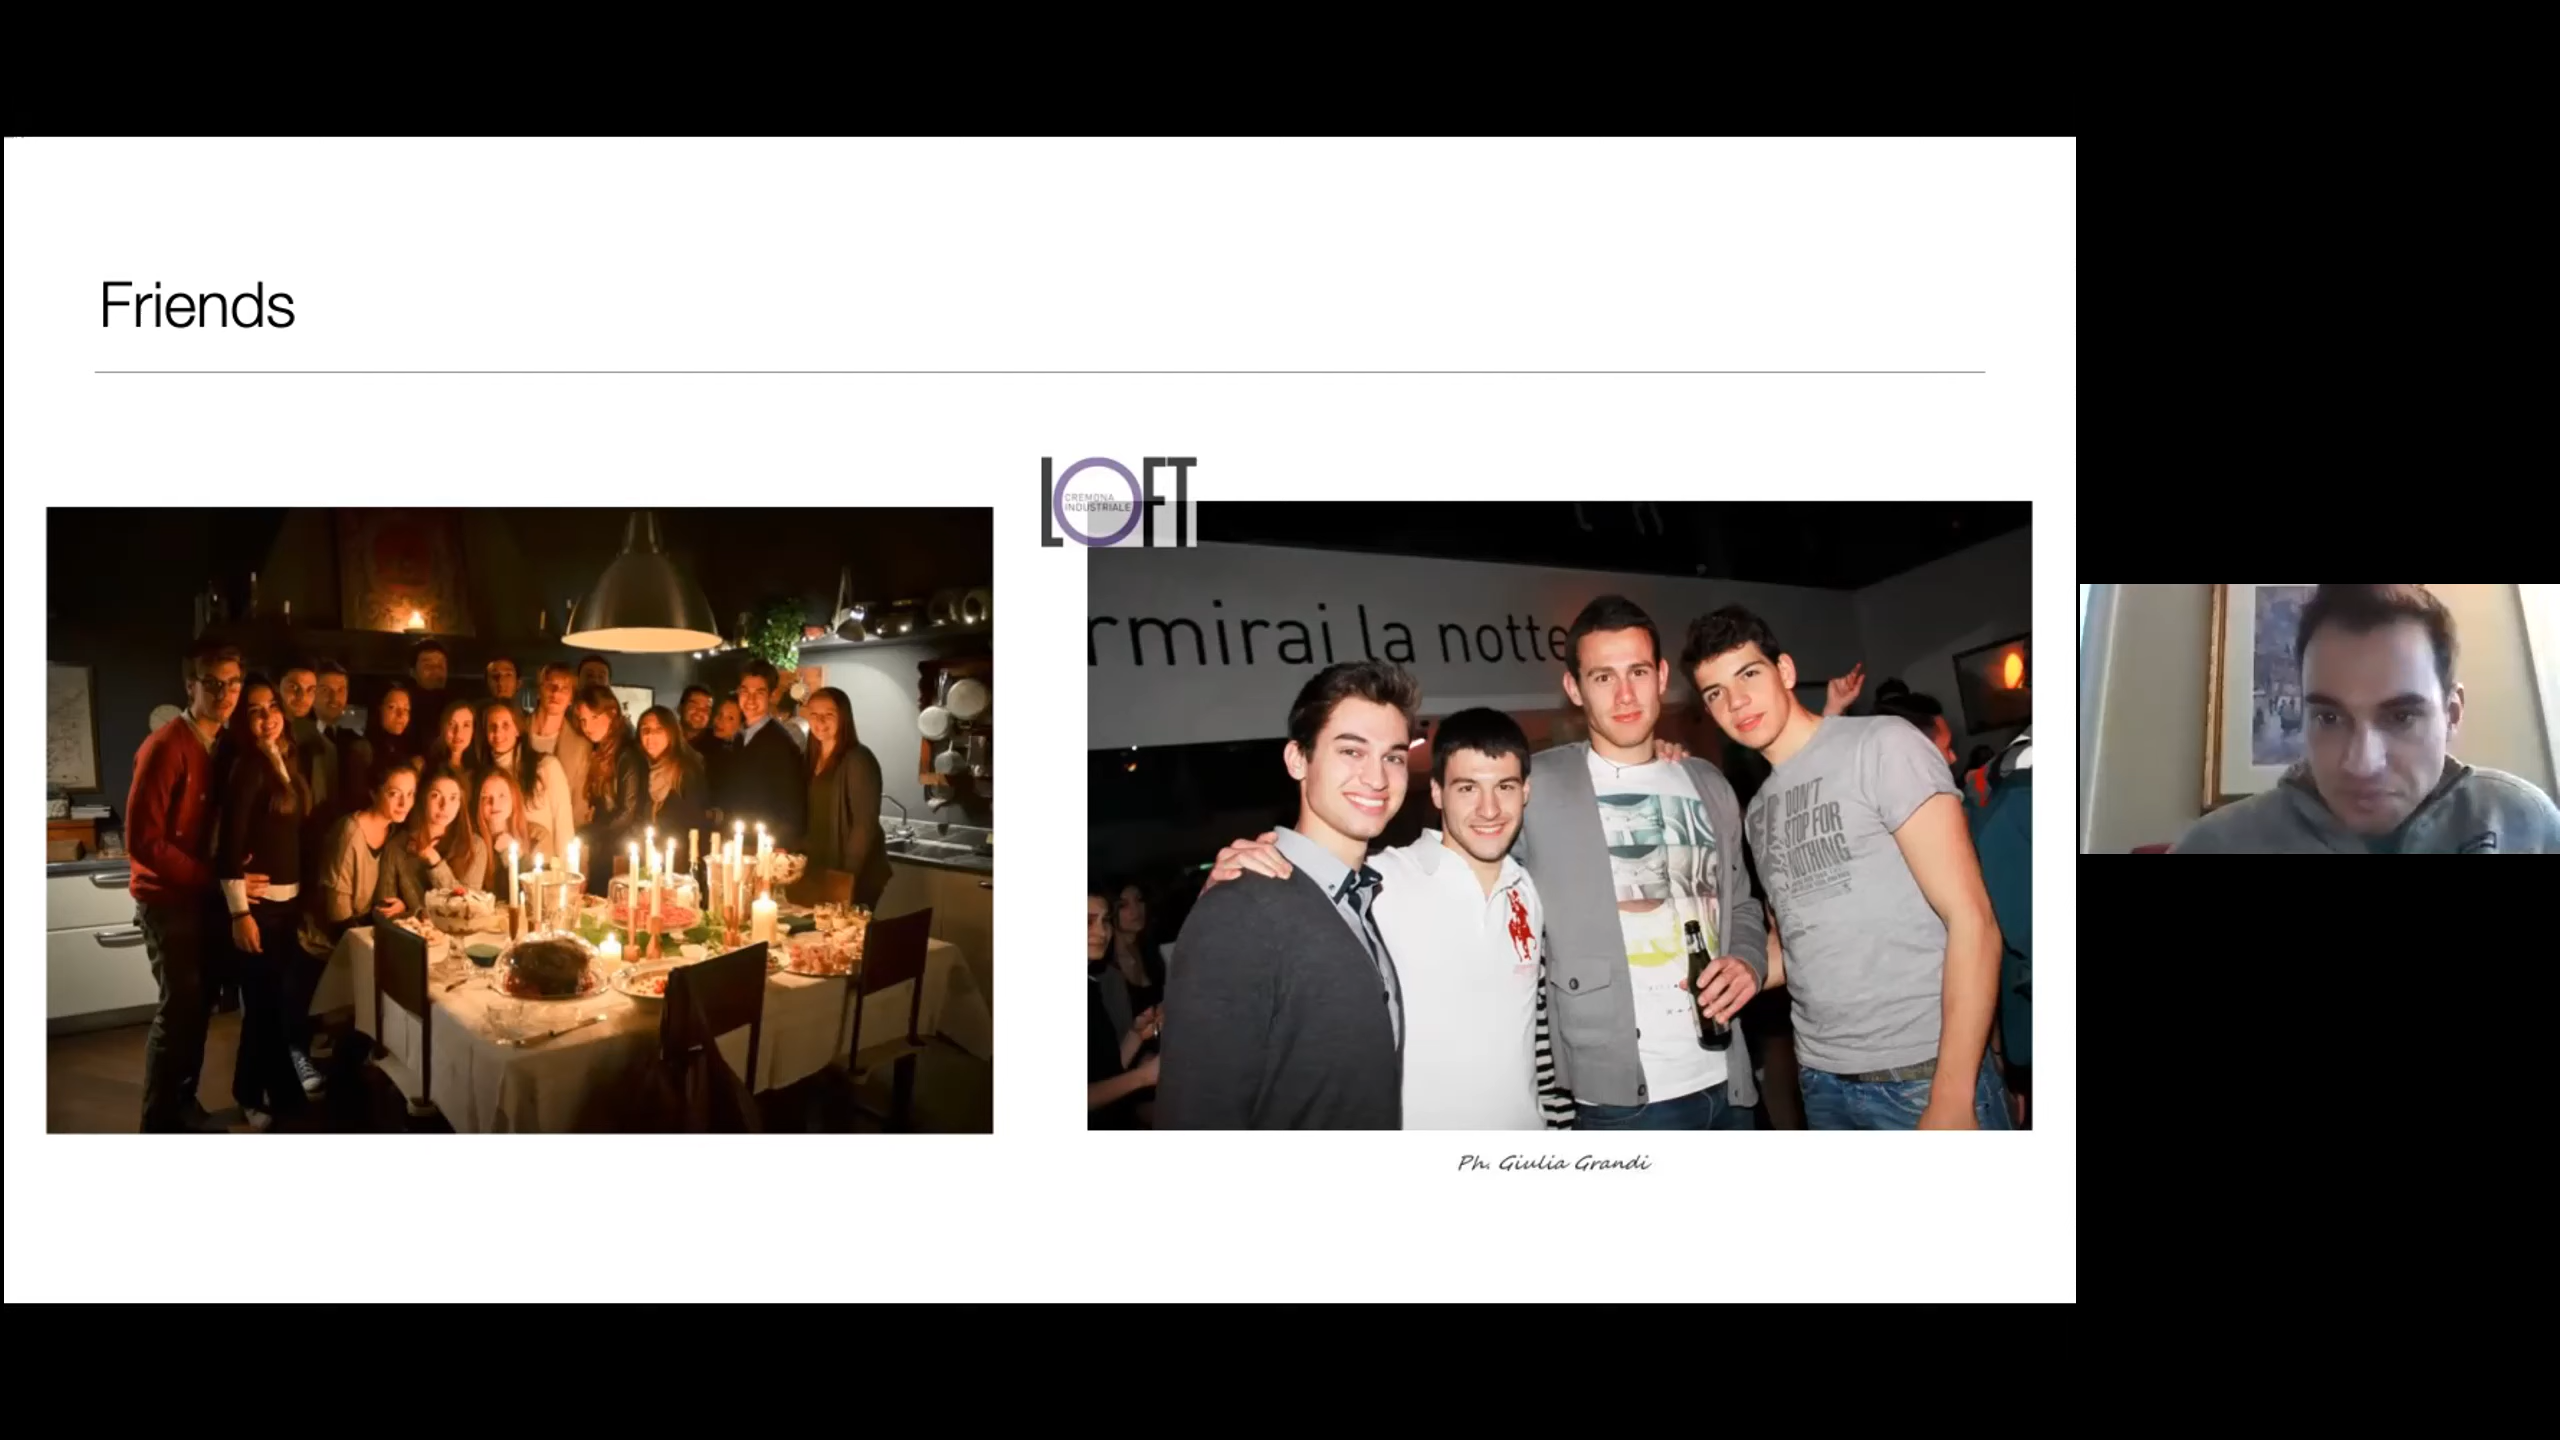 Friends
LOFT
CREMONA
INDUSTRIALE
rmirai la notte
DON'T
STOP FOR
NOTHING
Ph. Giulia Grandi